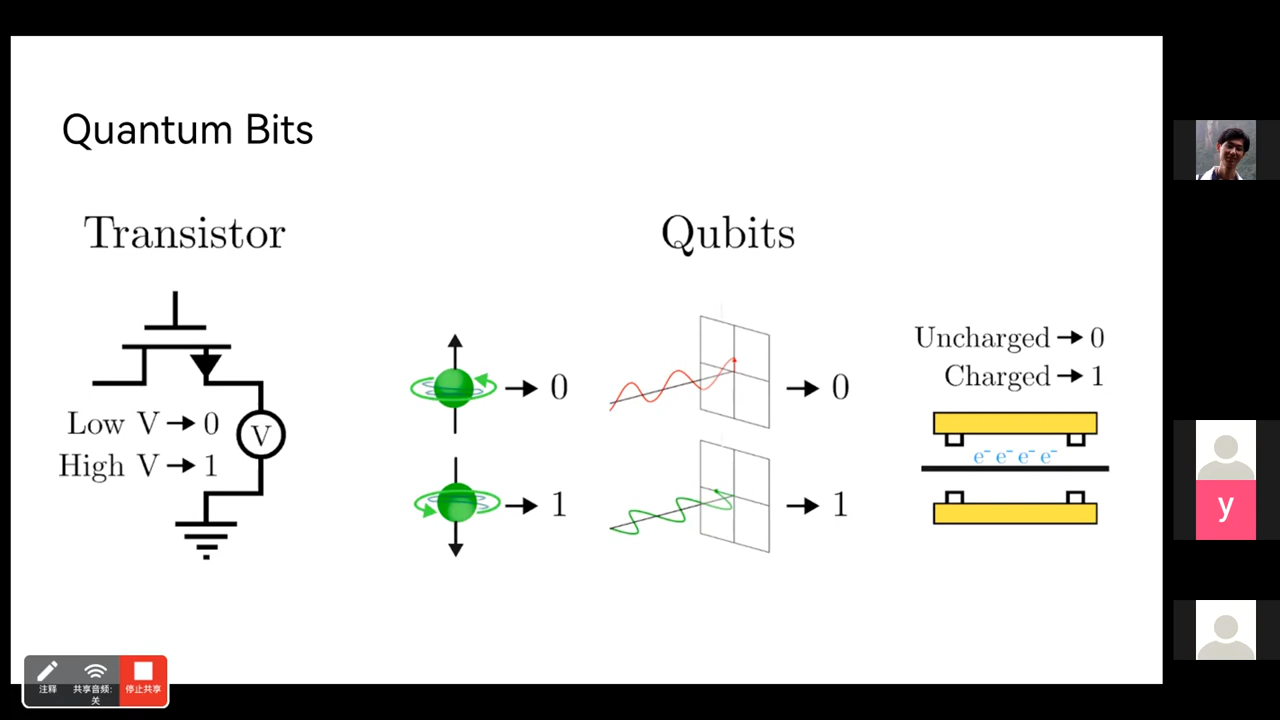 Quantum Bits
Transistor
Qubits
Low V → 0
High V → 1
V
→ 0
→ 1
→ 0
→ 1
Uncharged → 0
Charged → 1
e⁻ e⁻ e⁻ e⁻
y
注释
共享音频:
关
停止共享